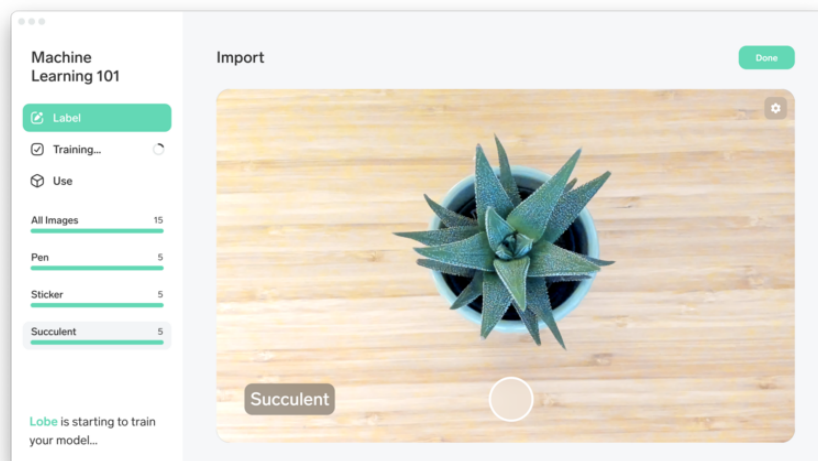 Machine
Learning 101
Import
Done
Label
Training...
Use
All Images 15
Pen 5
Sticker 5
Succulent 5
Succulent
Lobe is starting to train
your model...